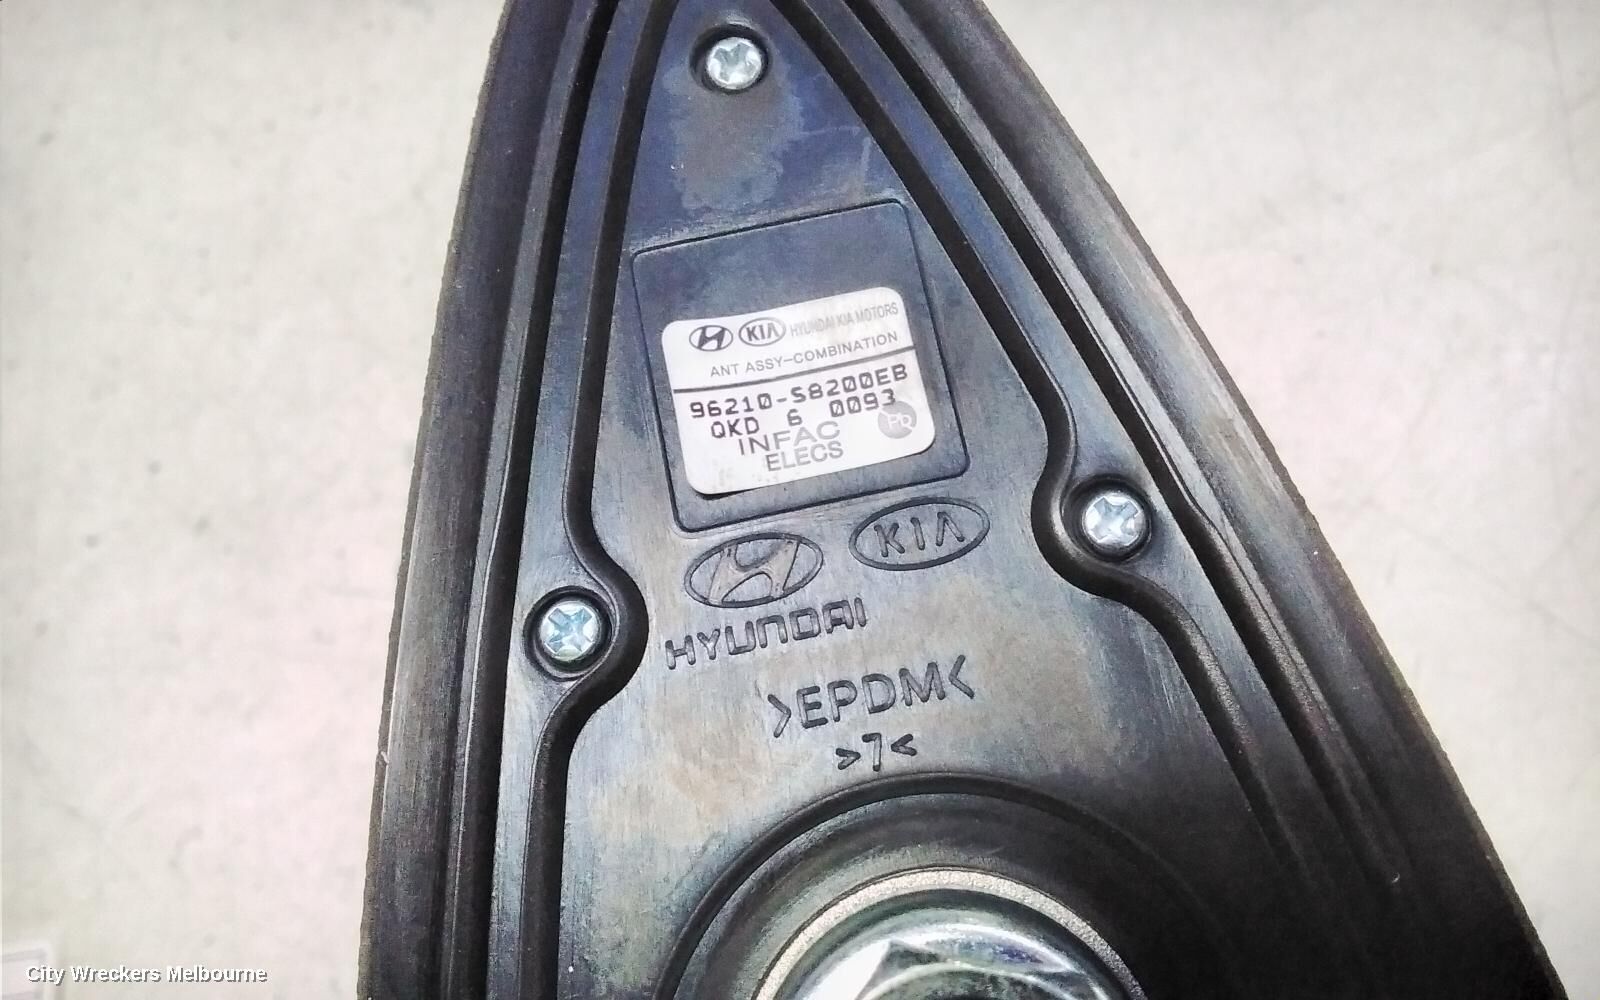 KIA HYUNDAI KIA MOTORS
ANT ASSY-COMBINATION
96210-S8200EB
QKD 6 0093
INFAC Pb
ELECS
KIA
HYUNDAI
>EPDM<
>7<
City Wreckers Melbourne